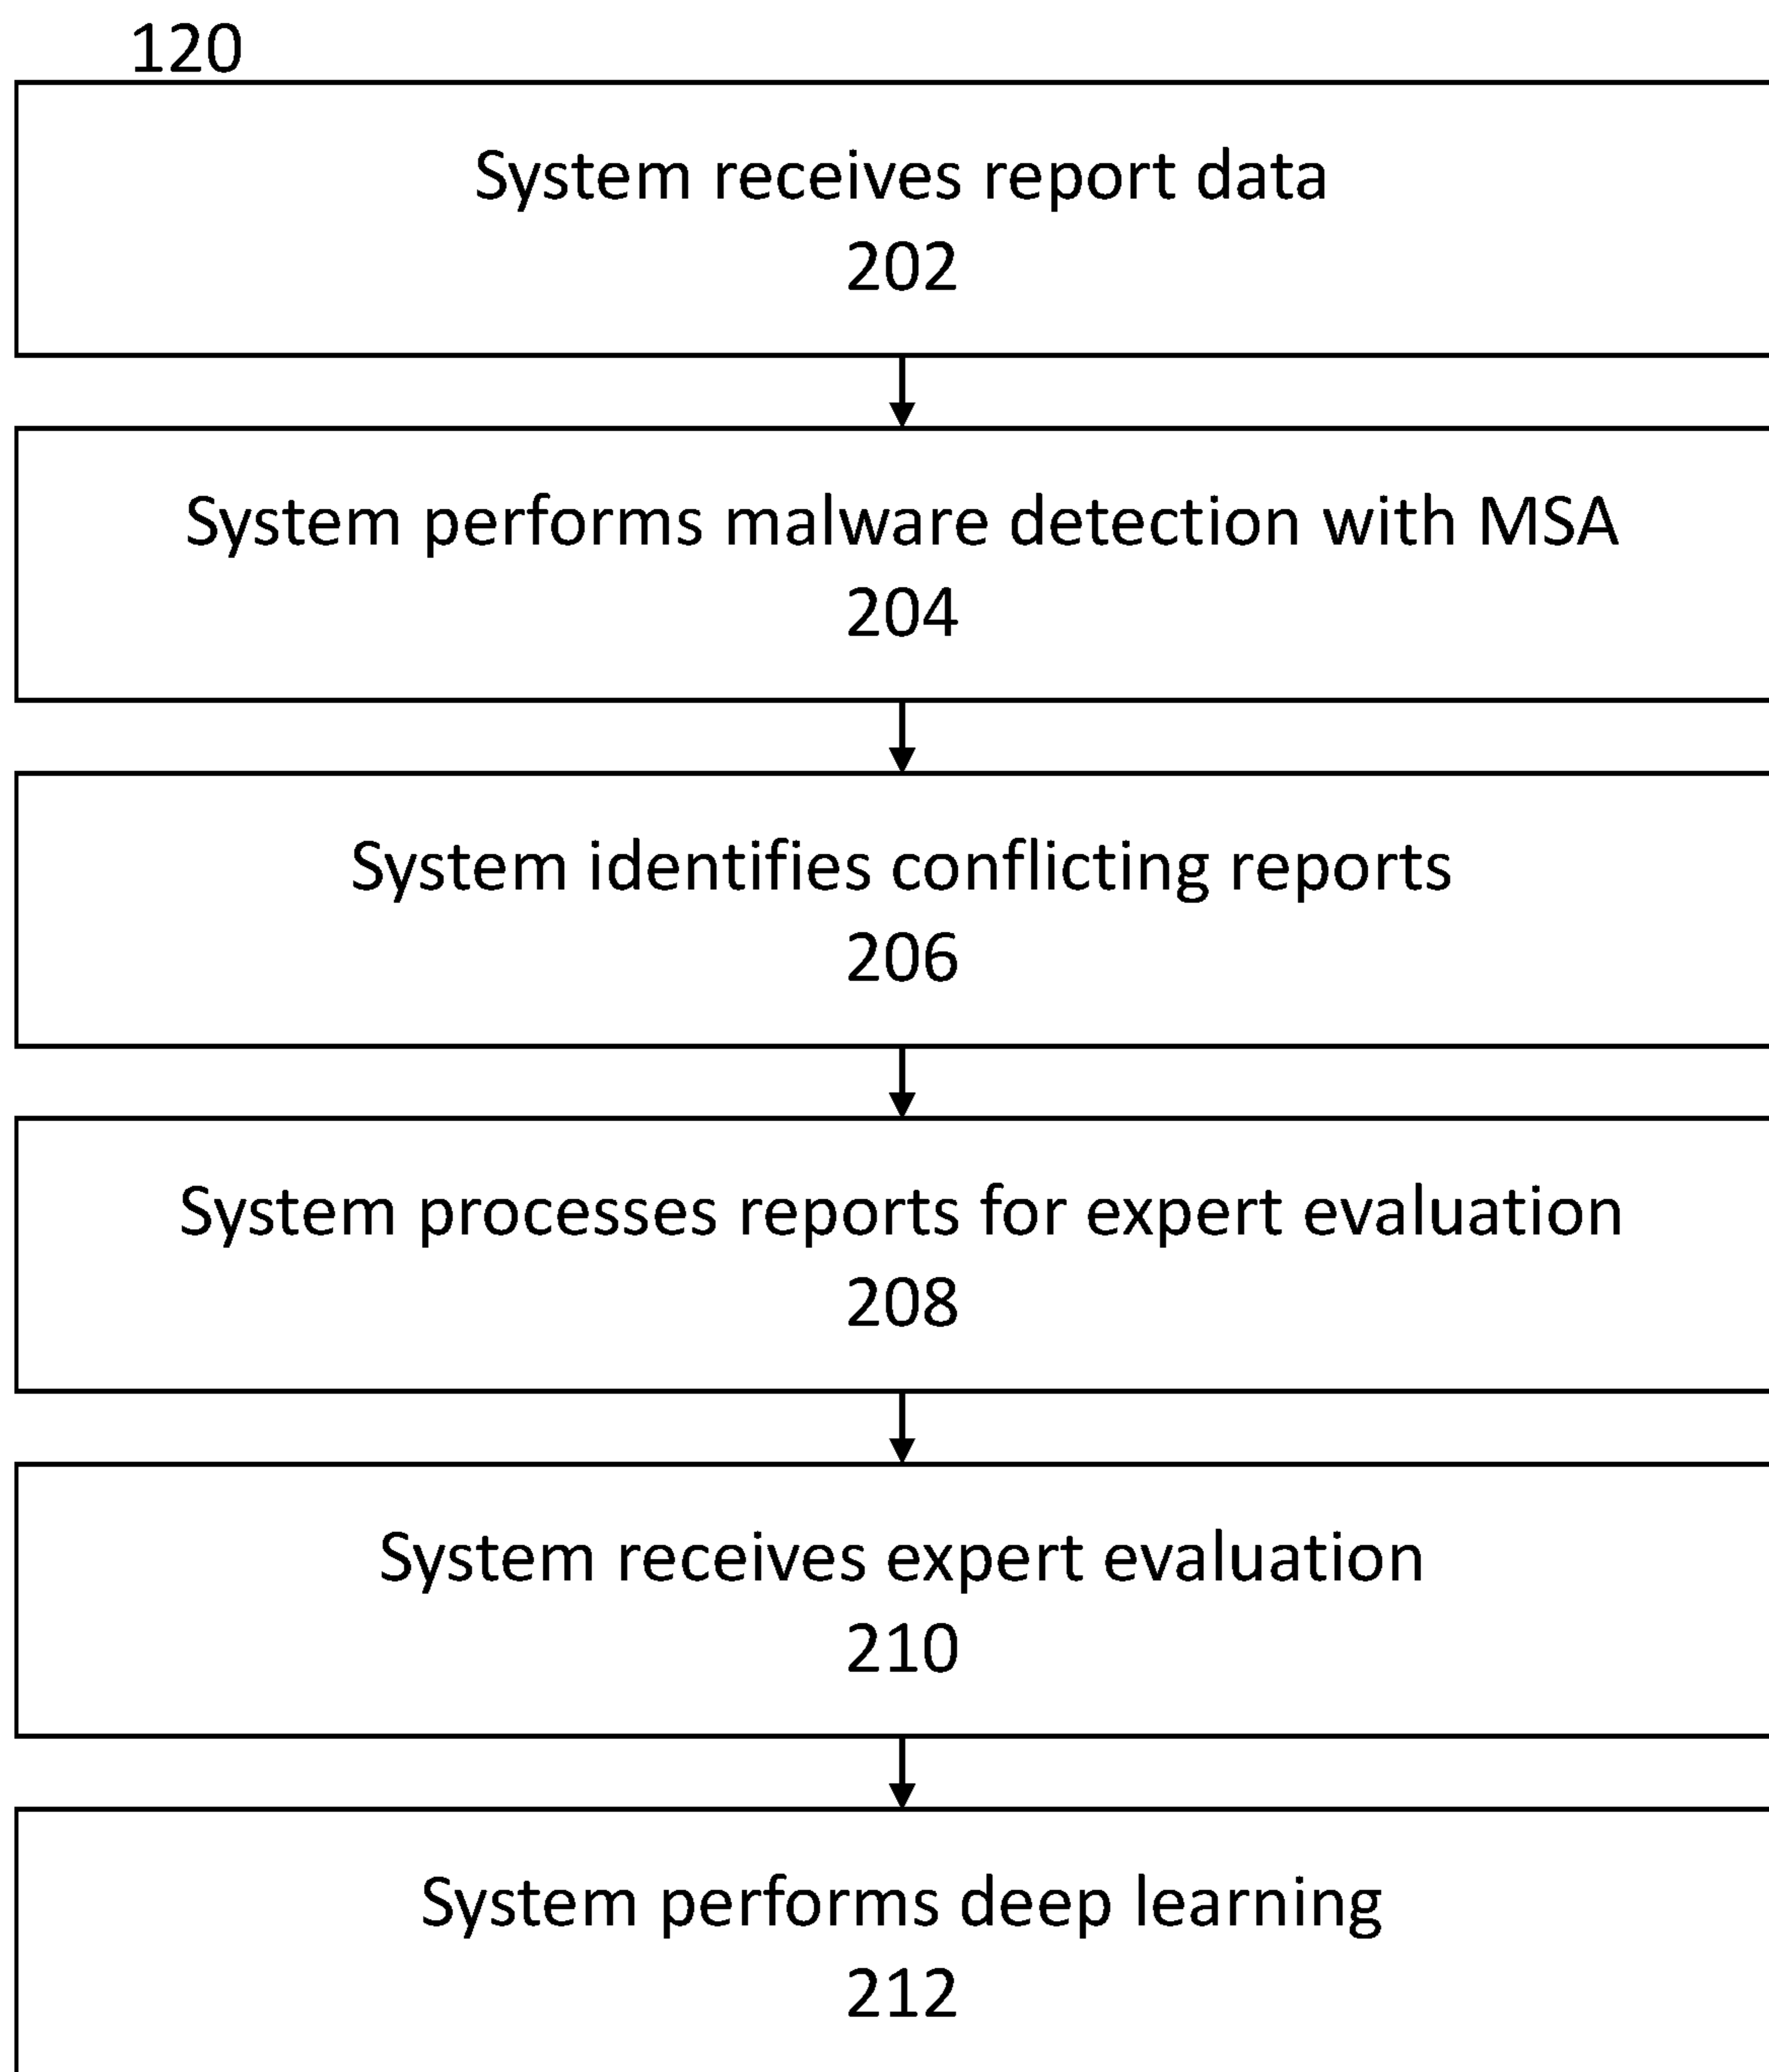 120
System receives report data
202
System performs malware detection with MSA
204
System identifies conflicting reports
206
System processes reports for expert evaluation
208
System receives expert evaluation
210
System performs deep learning
212